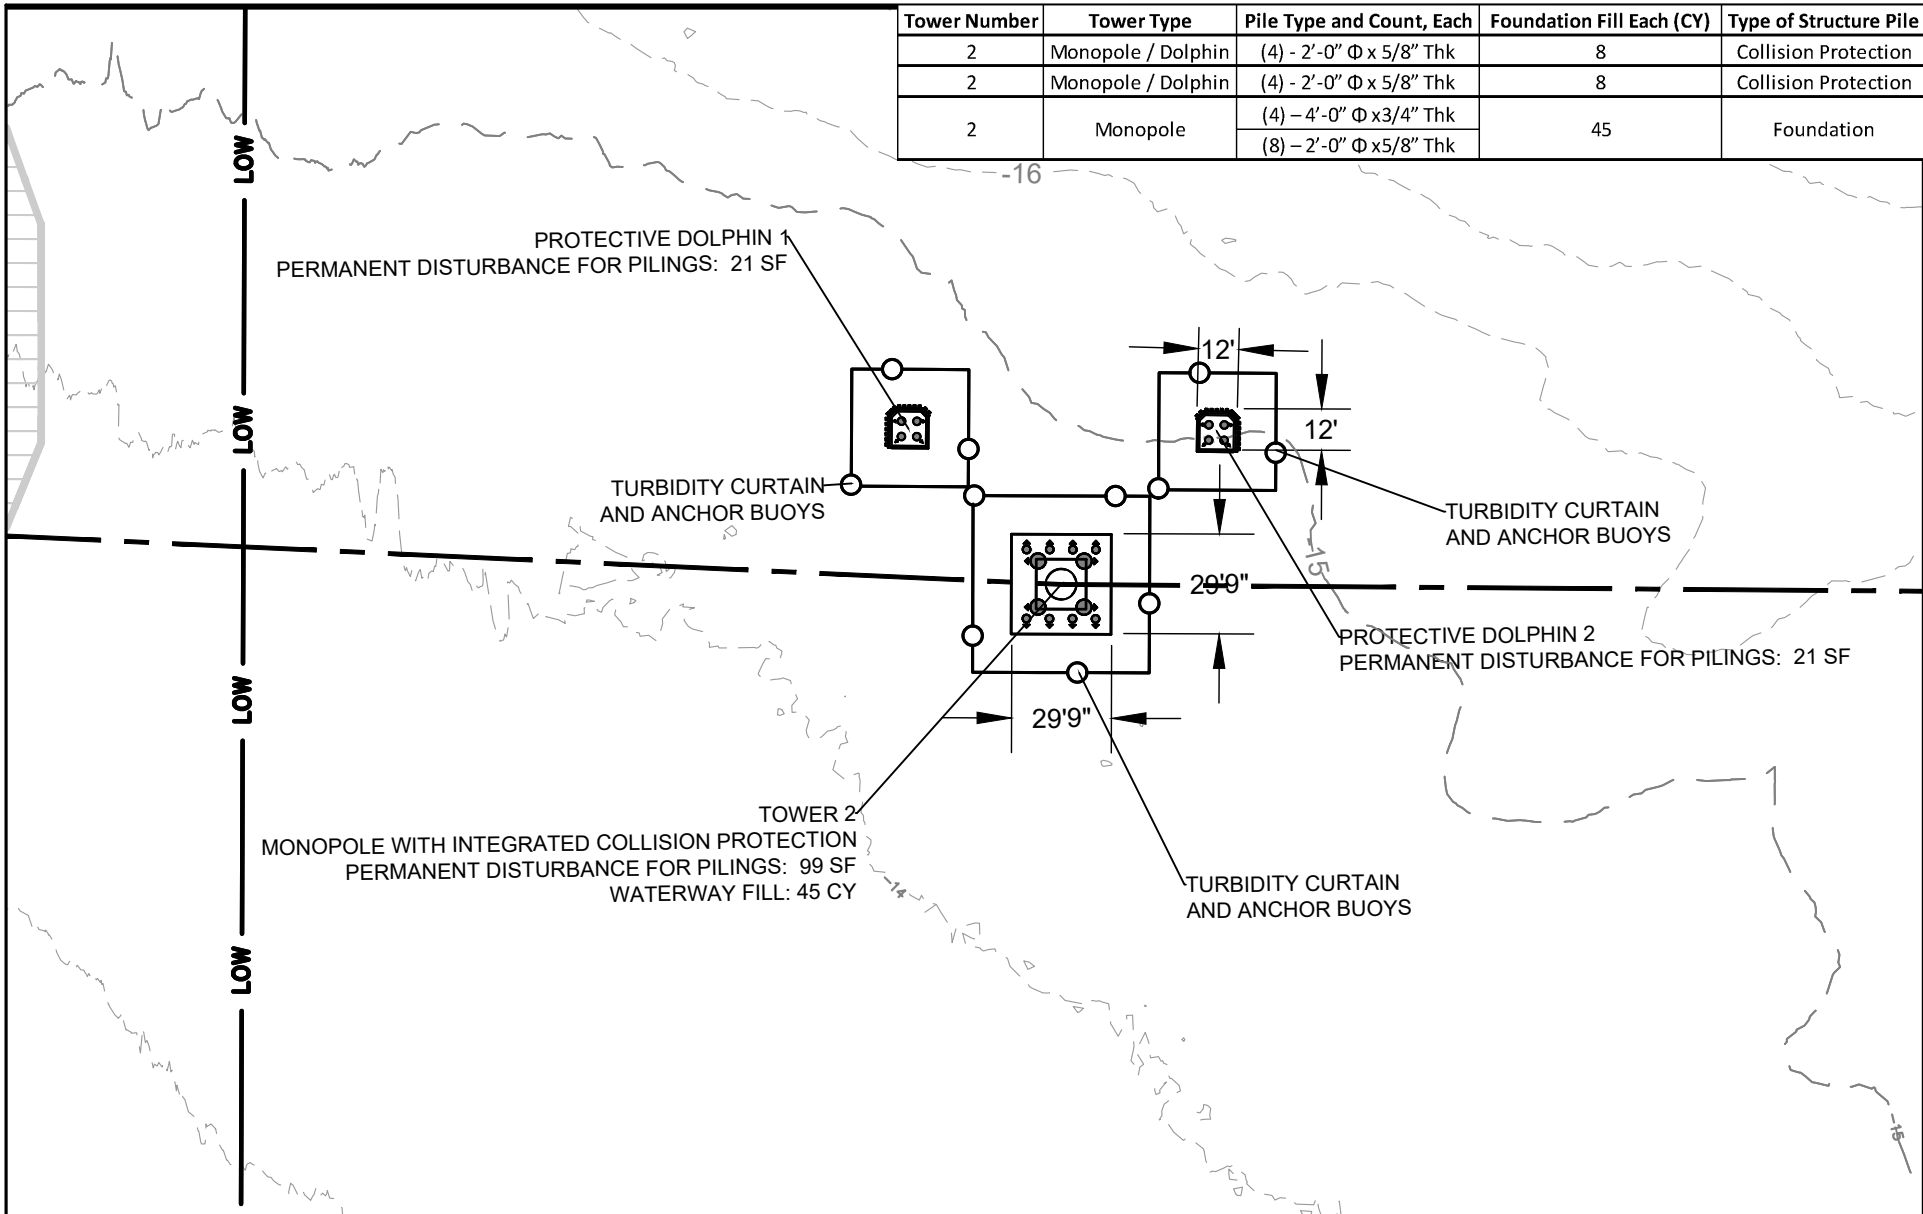 Tower Number Tower Type Pile Type and Count, Each Foundation Fill Each (CY) Type of Structure Pile
2 Monopole / Dolphin (4) - 2'-0" Φ x 5/8" Thk 8 Collision Protection
2 Monopole / Dolphin (4) - 2'-0" Φ x 5/8" Thk 8 Collision Protection
2 Monopole (4) – 4'-0" Φ x3/4" Thk 45 Foundation
(8) – 2'-0" Φ x5/8" Thk
LOW
-16
PROTECTIVE DOLPHIN 1
PERMANENT DISTURBANCE FOR PILINGS: 21 SF
12'
12'
LOW
TURBIDITY CURTAIN
AND ANCHOR BUOYS
TURBIDITY CURTAIN
AND ANCHOR BUOYS
-15
29'9"
PROTECTIVE DOLPHIN 2
PERMANENT DISTURBANCE FOR PILINGS: 21 SF
LOW
29'9"
1
TOWER 2
MONOPOLE WITH INTEGRATED COLLISION PROTECTION
PERMANENT DISTURBANCE FOR PILINGS: 99 SF
WATERWAY FILL: 45 CY
-14
TURBIDITY CURTAIN
AND ANCHOR BUOYS
LOW
-15